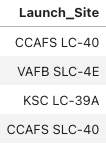 Launch_Site
CCAFS LC-40
VAFB SLC-4E
KSC LC-39A
CCAFS SLC-40